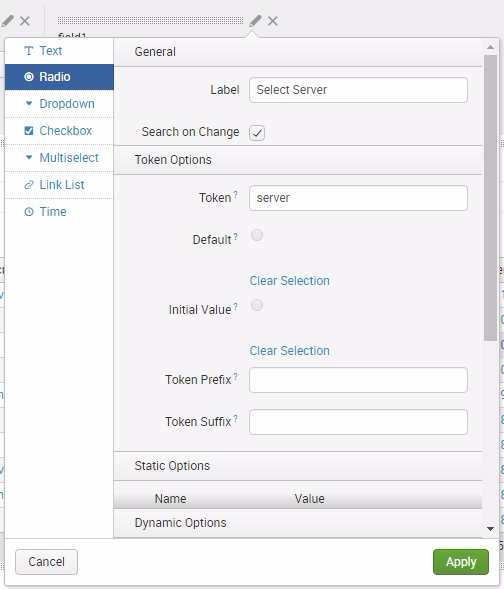 field1
Text
Radio
Dropdown
Checkbox
Multiselect
Link List
Time
General
Label
Select Server
Search on Change
Token Options
Token ?
server
Default ?
Clear Selection
Initial Value ?
Clear Selection
Token Prefix ?
Token Suffix ?
Static Options
Name Value
Dynamic Options
Cancel
Apply